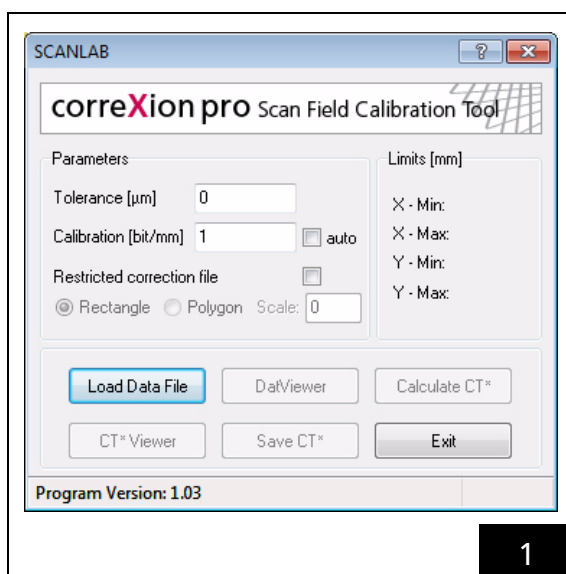 SCANLAB
correXion pro Scan Field Calibration Tool
Parameters
Tolerance [µm] 0
Calibration [bit/mm] 1 auto
Restricted correction file
Rectangle Polygon Scale: 0
Limits [mm]
X - Min:
X - Max:
Y - Min:
Y - Max:
Load Data File DatViewer Calculate CT*
CT* Viewer Save CT* Exit
Program Version: 1.03
1